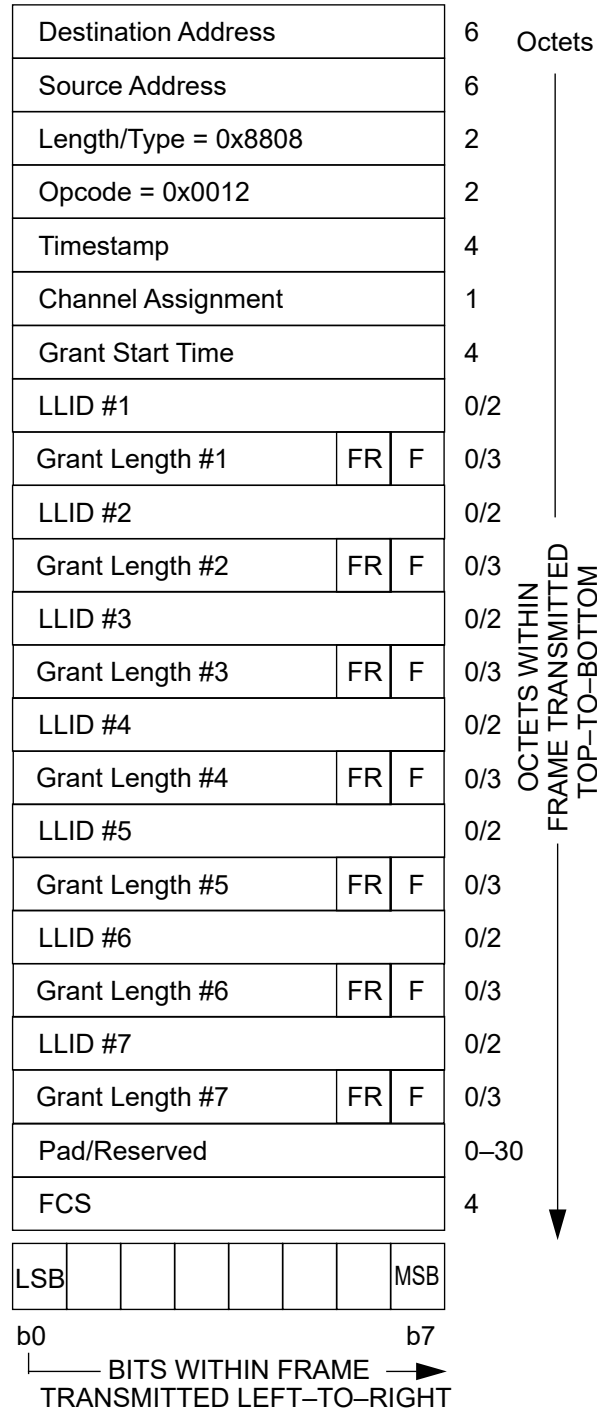 Destination Address 6 Octets
Source Address 6
Length/Type = 0x8808 2
Opcode = 0x0012 2
Timestamp 4
Channel Assignment 1
Grant Start Time 4
LLID #1 0/2
Grant Length #1 FR F 0/3
LLID #2 0/2
Grant Length #2 FR F 0/3
LLID #3 0/2
Grant Length #3 FR F 0/3
LLID #4 0/2
Grant Length #4 FR F 0/3
LLID #5 0/2
Grant Length #5 FR F 0/3
LLID #6 0/2
Grant Length #6 FR F 0/3
LLID #7 0/2
Grant Length #7 FR F 0/3
Pad/Reserved 0–30
FCS 4
OCTETS WITHIN
FRAME TRANSMITTED
TOP–TO–BOTTOM
LSB MSB
b0 b7
BITS WITHIN FRAME
TRANSMITTED LEFT–TO–RIGHT